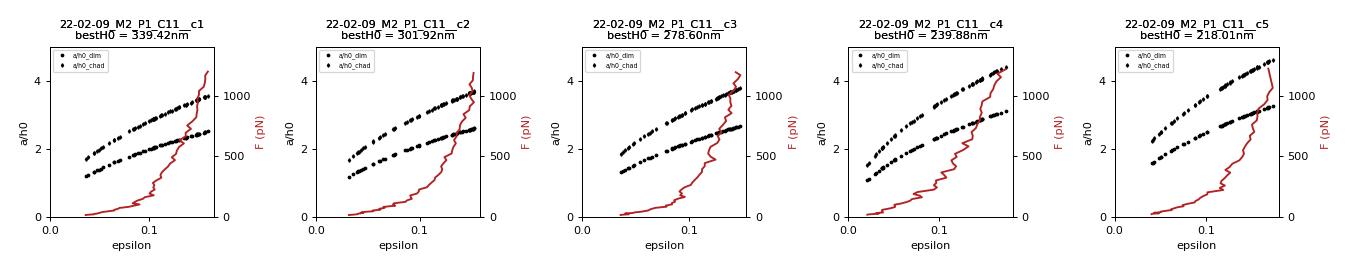 22-02-09_M2_P1_C11__c1
bestH0 = 339.42nm
a/h0_dim
a/h0_chad
4
2
0
0.0
0.1
1000
500
0
a/h0
F (pN)
epsilon
22-02-09_M2_P1_C11__c2
bestH0 = 301.92nm
a/h0_dim
a/h0_chad
4
2
0
0.0
0.1
1000
500
0
a/h0
F (pN)
epsilon
22-02-09_M2_P1_C11__c3
bestH0 = 278.60nm
a/h0_dim
a/h0_chad
4
2
0
0.0
0.1
1000
500
0
a/h0
F (pN)
epsilon
22-02-09_M2_P1_C11__c4
bestH0 = 239.88nm
a/h0_dim
a/h0_chad
4
2
0
0.0
0.1
1000
500
0
a/h0
F (pN)
epsilon
22-02-09_M2_P1_C11__c5
bestH0 = 218.01nm
a/h0_dim
a/h0_chad
4
2
0
0.0
0.1
1000
500
0
a/h0
F (pN)
epsilon